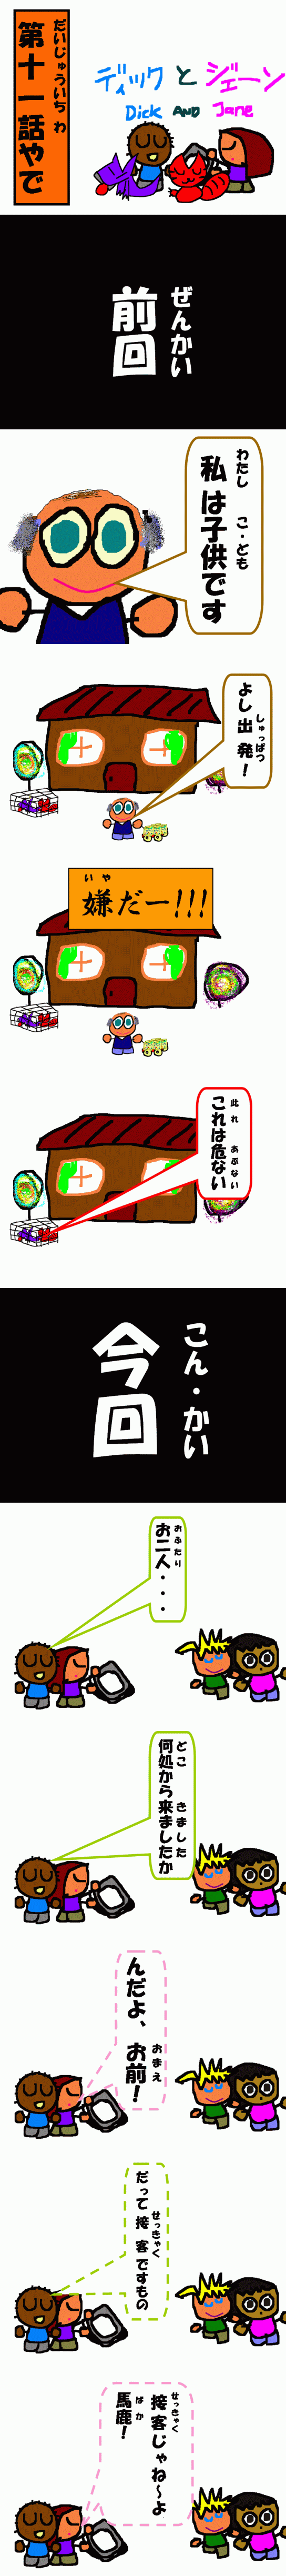 だいじゅういち わ
第十一話やで
ディックとジェーン
Dick AND Jane
ぜんかい
前回
わたし こ・ども
私は子供です
しゅっぱつ
よし出発！
いや
嫌だー!!!
此れ あぶない
これは危ない
こん・かい
今回
おふたり
お二人・・・
どこ きました
何処から来ましたか
おまえ
んだよ、お前！
せっきゃく
だって接客ですもの
せっきゃく
接客じゃね～よ
ばか
馬鹿！